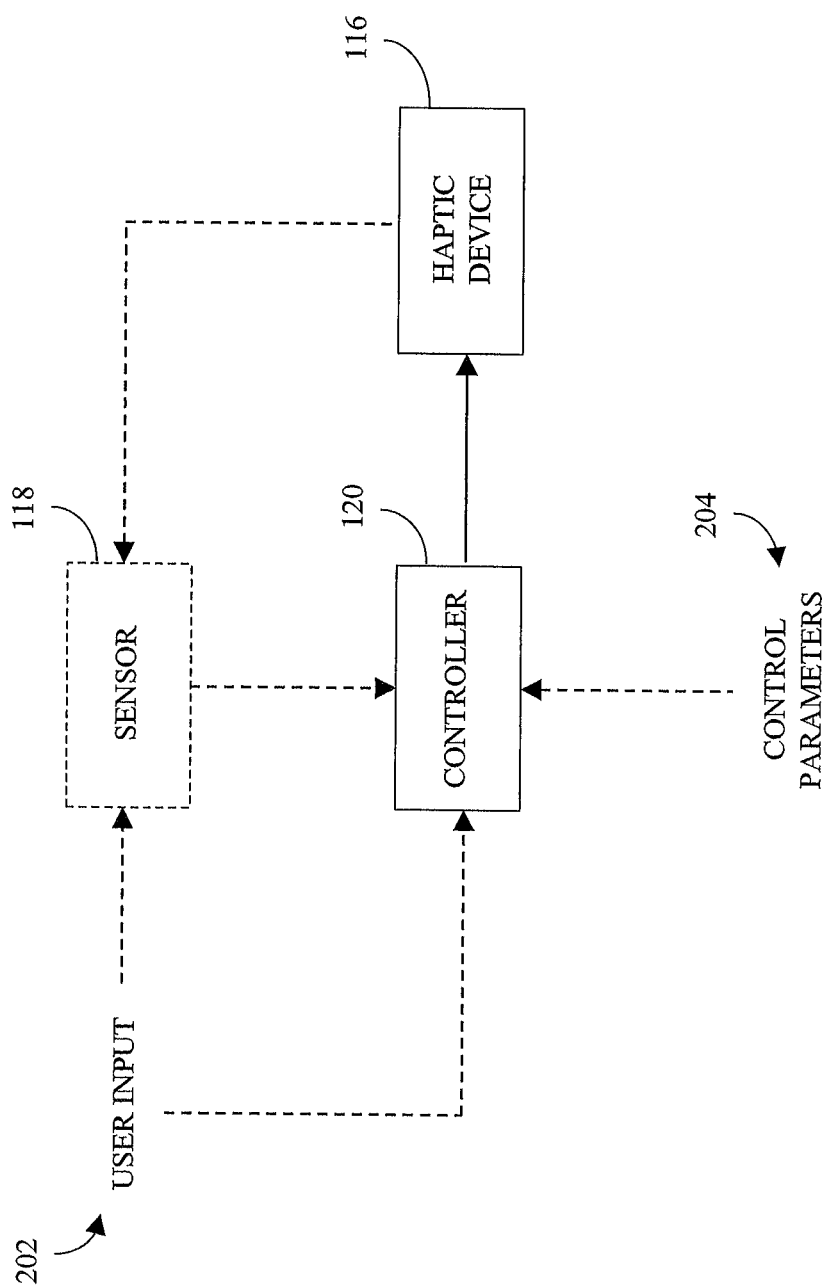 202
USER INPUT
118
SENSOR
120
CONTROLLER
116
HAPTIC
DEVICE
204
CONTROL
PARAMETERS